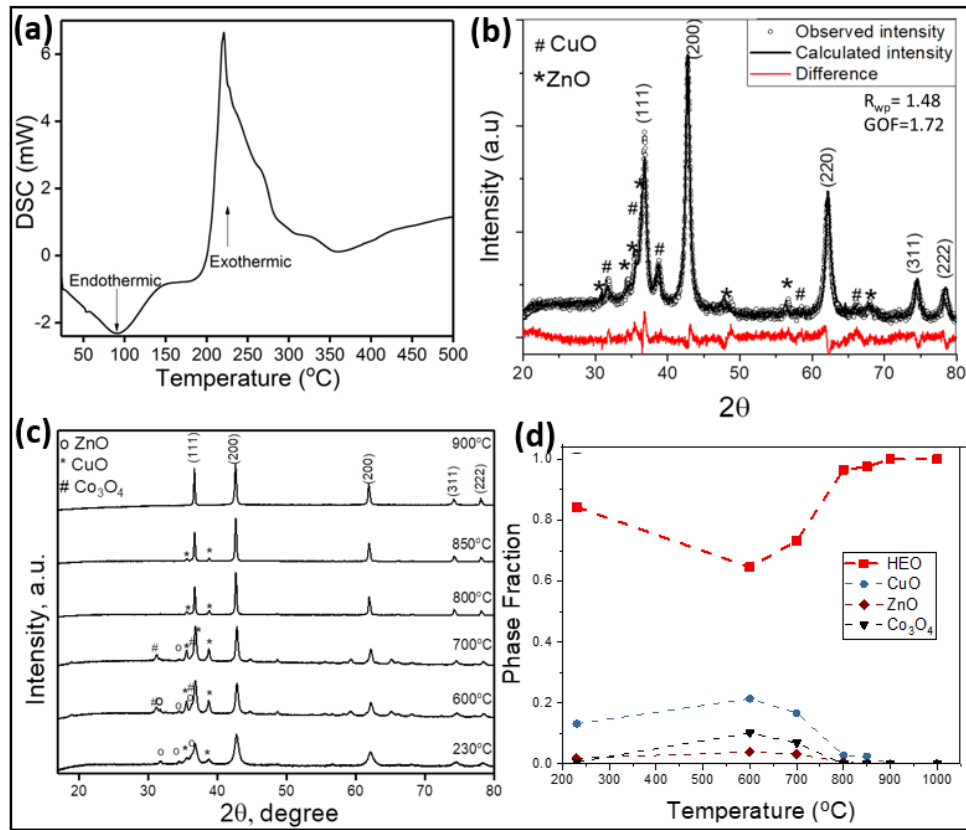 (a)
6
4
2
0
-2
DSC (mW)
Endothermic
Exothermic
50 100 150 200 250 300 350 400 450 500
Temperature (°C)
(b)
# CuO
*ZnO
Observed intensity
Calculated intensity
Difference
Rwp= 1.48
GOF=1.72
Intensity (a.u)
* # * * * (111) # (200) * * # (220) # * (311) (222)
20 30 40 50 60 70 80
2θ
(c)
o ZnO
* CuO
# Co3O4
(111) (200) (200) (311) (222)
900°C
* *
850°C
* *
800°C
# o * # * *
700°C
# o o * o # *
600°C
o o * o *
230°C
Intensity, a.u.
20 30 40 50 60 70 80
2θ, degree
(d)
1.0
0.8
0.6
0.4
0.2
0.0
Phase Fraction
HEO
CuO
ZnO
Co3O4
200 300 400 500 600 700 800 900 1000
Temperature (°C)